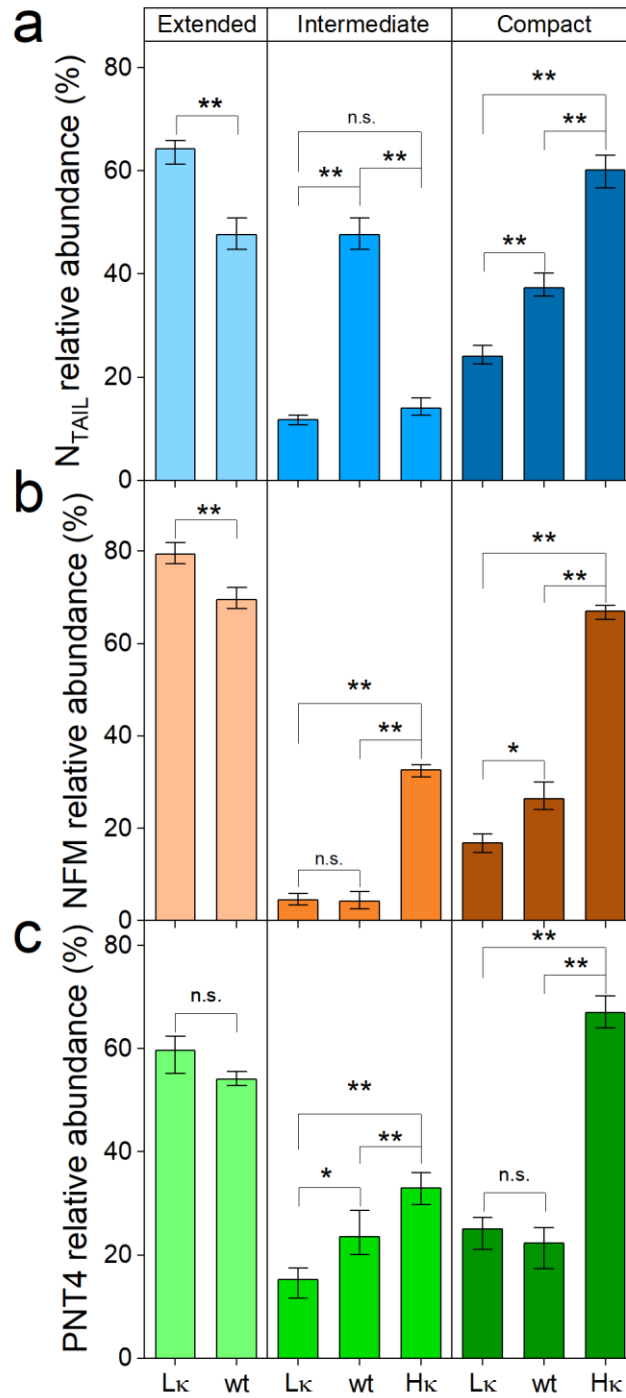 a
Extended Intermediate Compact
N_TAIL relative abundance (%)
80
60
40
20
0
**
n.s.
**
**
**
**
**
b
NFM relative abundance (%)
80
60
40
20
0
**
**
**
n.s.
**
**
*
c
PNT4 relative abundance (%)
80
60
40
20
0
n.s.
**
**
*
**
**
n.s.
Lκ wt Lκ wt Hκ Lκ wt Hκ